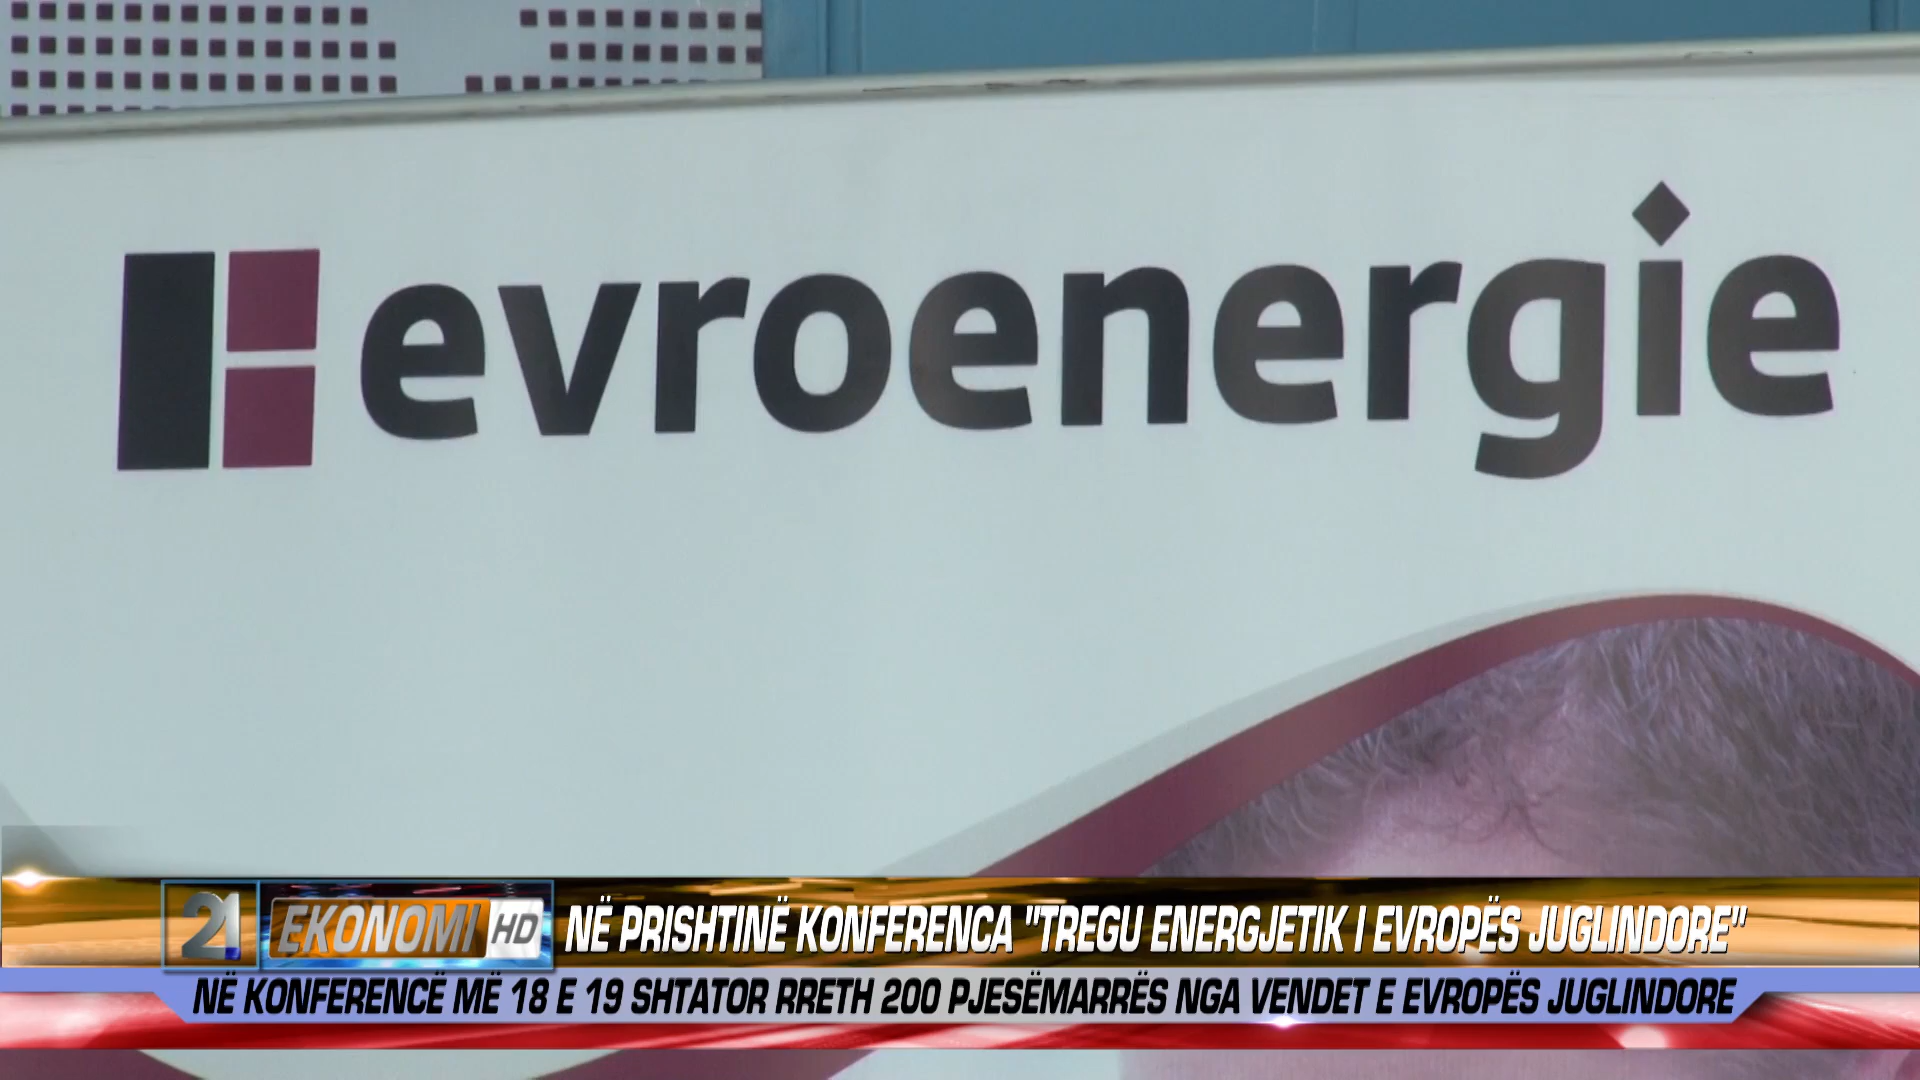 evroenergie
21 EKONOMI HD NË PRISHTINË KONFERENCA "TREGU ENERGJETIK I EVROPËS JUGLINDORE"
NË KONFERENCË MË 18 E 19 SHTATOR RRETH 200 PJESËMARRËS NGA VENDET E EVROPËS JUGLINDORE